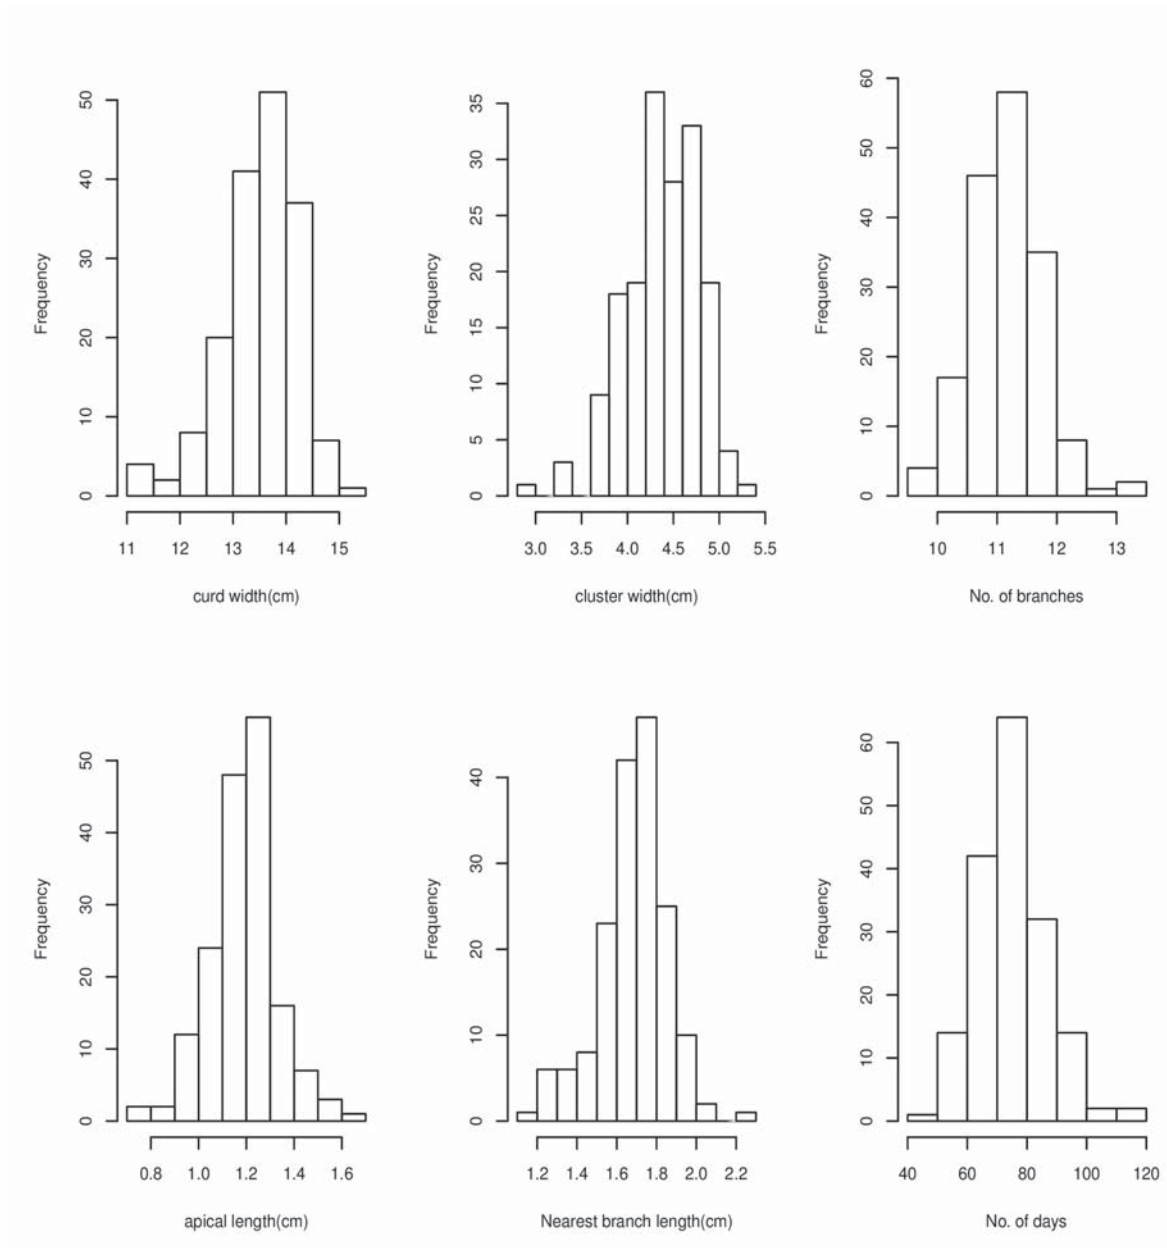 Frequency
0 10 20 30 40 50
11 12 13 14 15
curd width(cm)
Frequency
0 5 10 15 20 25 30 35
3.0 3.5 4.0 4.5 5.0 5.5
cluster width(cm)
Frequency
0 10 20 30 40 50 60
10 11 12 13
No. of branches
Frequency
0 10 20 30 40 50
0.8 1.0 1.2 1.4 1.6
apical length(cm)
Frequency
0 10 20 30 40
1.2 1.4 1.6 1.8 2.0 2.2
Nearest branch length(cm)
Frequency
0 10 20 30 40 50 60
40 60 80 100 120
No. of days